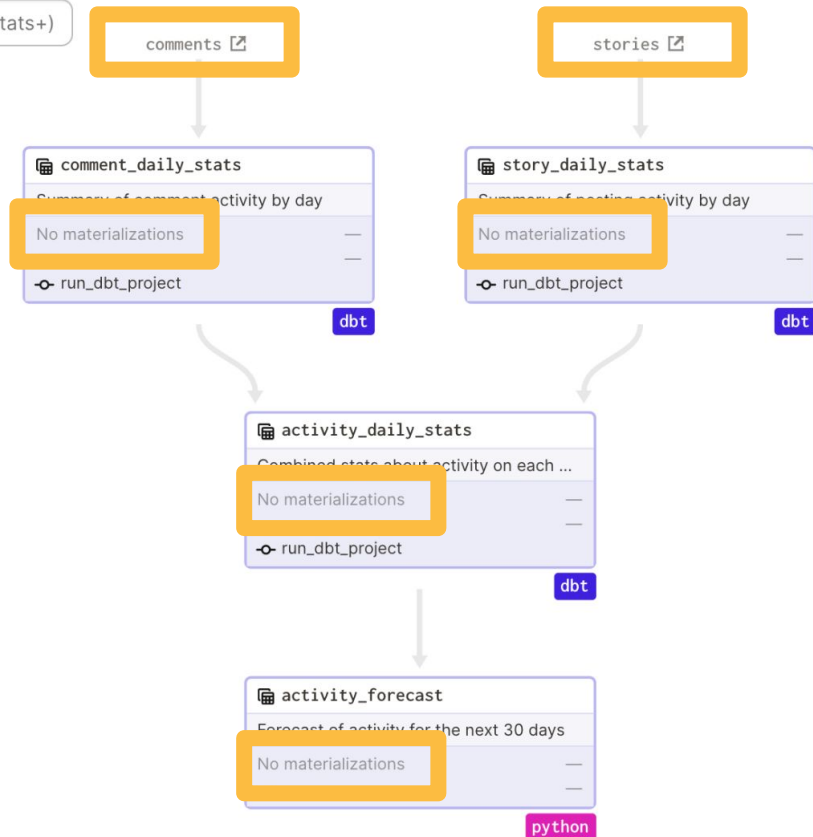 tats+)
comments
stories
comment_daily_stats
Summary of comment activity by day
No materializations
run_dbt_project
dbt
story_daily_stats
Summary of posting activity by day
No materializations
run_dbt_project
dbt
activity_daily_stats
Combined stats about activity on each ...
No materializations
run_dbt_project
dbt
activity_forecast
Forecast of activity for the next 30 days
No materializations
python